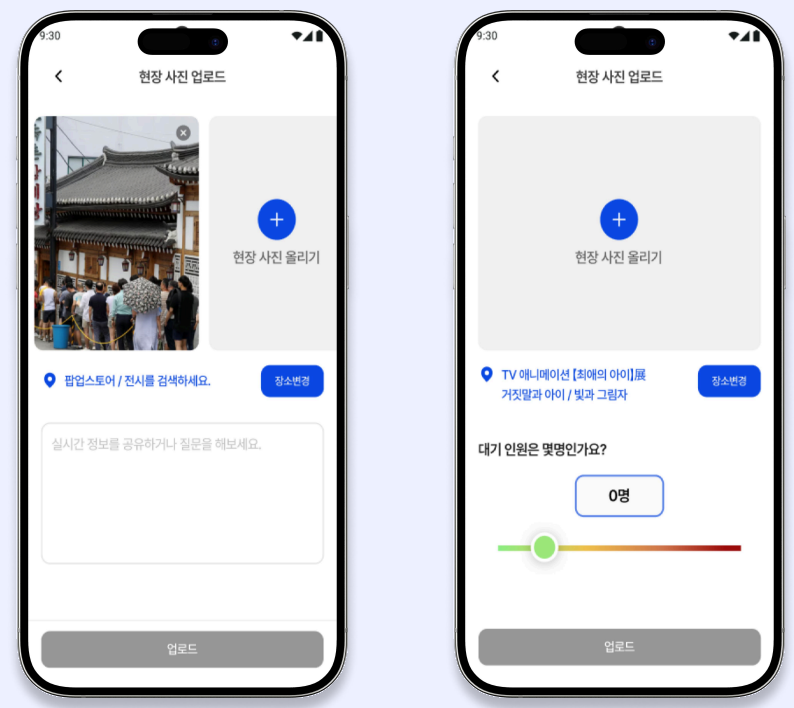 9:30
현장 사진 업로드
현장 사진 올리기
팝업스토어 / 전시를 검색하세요.
장소변경
실시간 정보를 공유하거나 질문을 해보세요.
업로드
9:30
현장 사진 업로드
현장 사진 올리기
TV 애니메이션 【최애의 아이】展
거짓말과 아이 / 빛과 그림자
장소변경
대기 인원은 몇명인가요?
0명
업로드